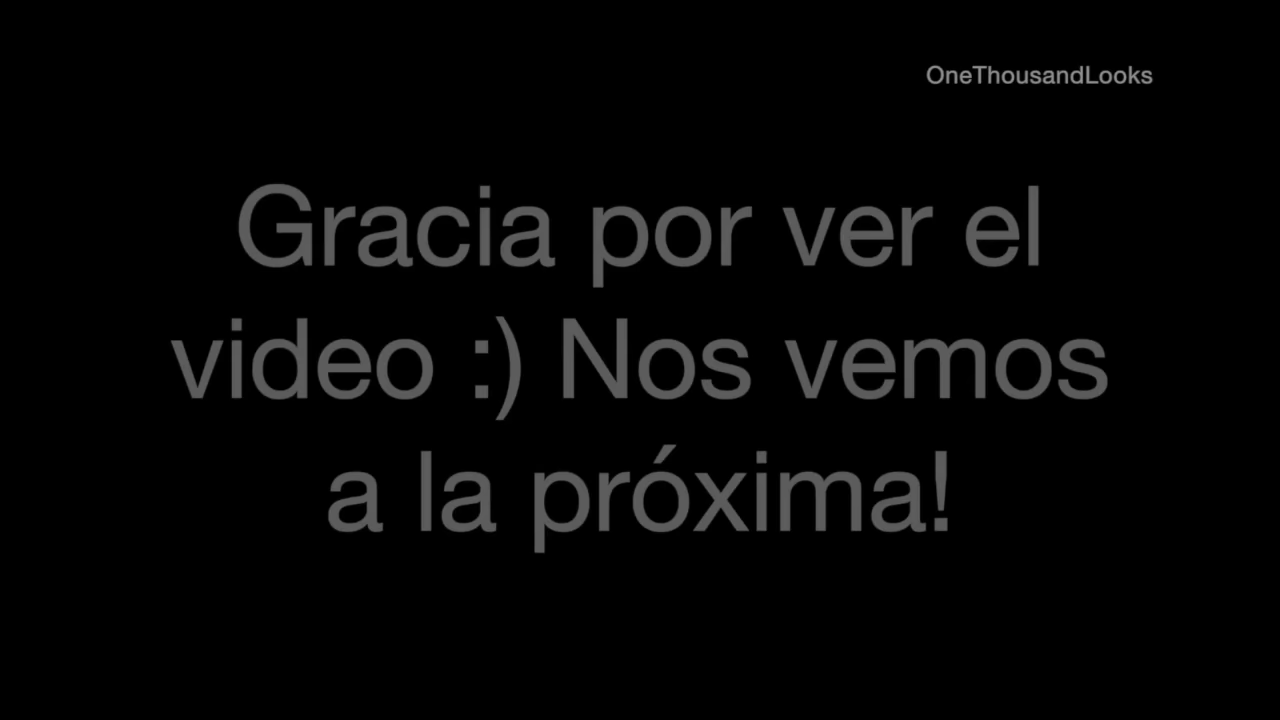 OneThousandLooks
Gracia por ver el
video :) Nos vemos
a la próxima!